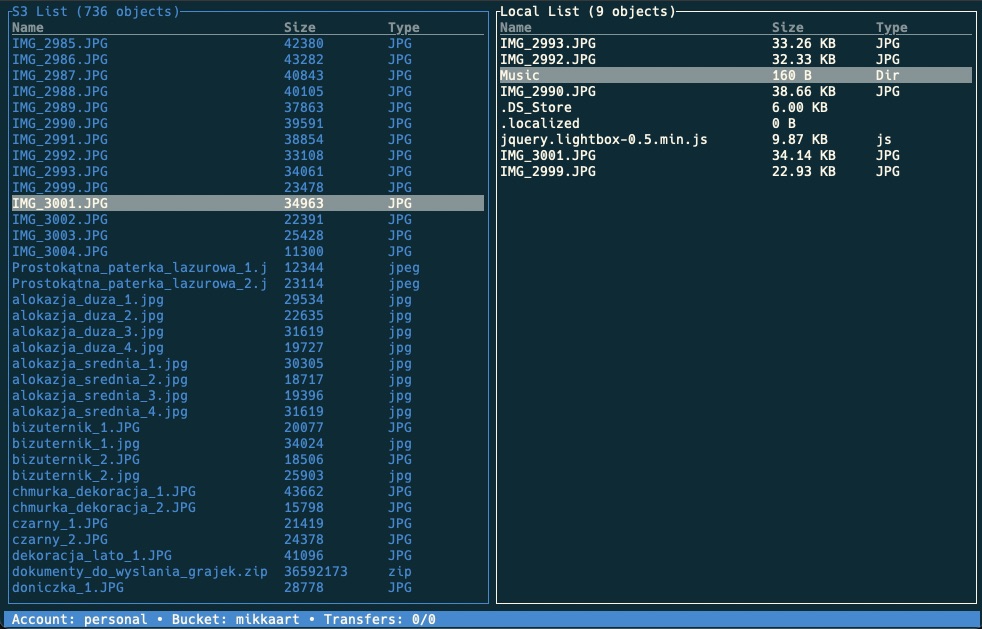 S3 List (736 objects)
Name Size Type
IMG_2985.JPG 42380 JPG
IMG_2986.JPG 43282 JPG
IMG_2987.JPG 40843 JPG
IMG_2988.JPG 40105 JPG
IMG_2989.JPG 37863 JPG
IMG_2990.JPG 39591 JPG
IMG_2991.JPG 38854 JPG
IMG_2992.JPG 33108 JPG
IMG_2993.JPG 34061 JPG
IMG_2999.JPG 23478 JPG
IMG_3001.JPG 34963 JPG
IMG_3002.JPG 22391 JPG
IMG_3003.JPG 25428 JPG
IMG_3004.JPG 11300 JPG
Prostokątna_paterka_lazurowa_1.j 12344 jpeg
Prostokątna_paterka_lazurowa_2.j 23114 jpeg
alokazja_duza_1.jpg 29534 jpg
alokazja_duza_2.jpg 22635 jpg
alokazja_duza_3.jpg 31619 jpg
alokazja_duza_4.jpg 19727 jpg
alokazja_srednia_1.jpg 30305 jpg
alokazja_srednia_2.jpg 18717 jpg
alokazja_srednia_3.jpg 19396 jpg
alokazja_srednia_4.jpg 31619 jpg
bizuternik_1.JPG 20077 JPG
bizuternik_1.jpg 34024 jpg
bizuternik_2.JPG 18506 JPG
bizuternik_2.jpg 25903 jpg
chmurka_dekoracja_1.JPG 43662 JPG
chmurka_dekoracja_2.JPG 15798 JPG
czarny_1.JPG 21419 JPG
czarny_2.JPG 24378 JPG
dekoracja_lato_1.JPG 41096 JPG
dokumenty_do_wyslania_grajek.zip 36592173 zip
doniczka_1.JPG 28778 JPG
Local List (9 objects)
Name Size Type
IMG_2993.JPG 33.26 KB JPG
IMG_2992.JPG 32.33 KB JPG
Music 160 B Dir
IMG_2990.JPG 38.66 KB JPG
.DS_Store 6.00 KB
.localized 0 B
jquery.lightbox-0.5.min.js 9.87 KB js
IMG_3001.JPG 34.14 KB JPG
IMG_2999.JPG 22.93 KB JPG
Account: personal • Bucket: mikkaart • Transfers: 0/0